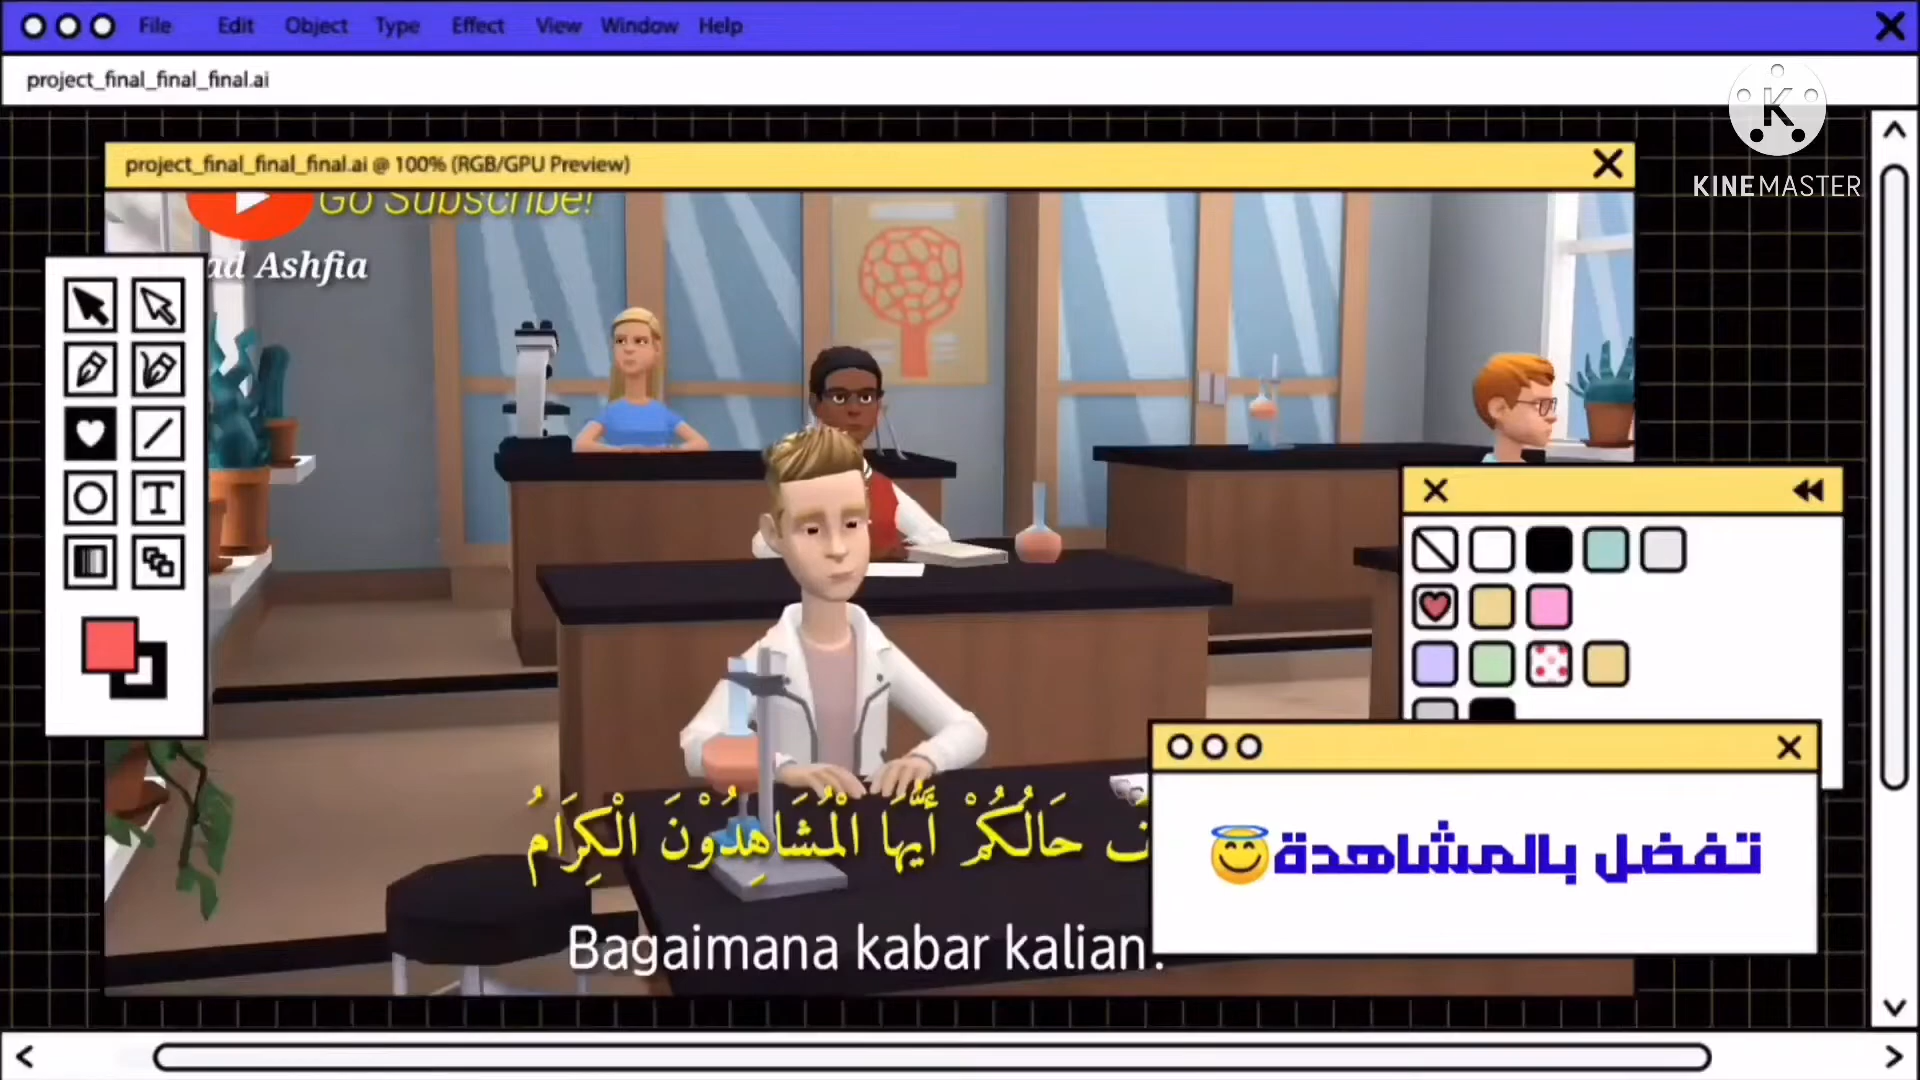 File Edit Object Type Effect View Window Help
project_final_final_final.ai
K
KINEMASTER
project_final_final_final.ai @ 100% (RGB/GPU Preview)
Go Subscribe!
Ashfia
T
حَالُكُمْ أَيُّهَا الْمُشَاهِدُوْنَ الْكِرَامُ
تفضل بالمشاهدة😇
Bagaimana kabar kalian?